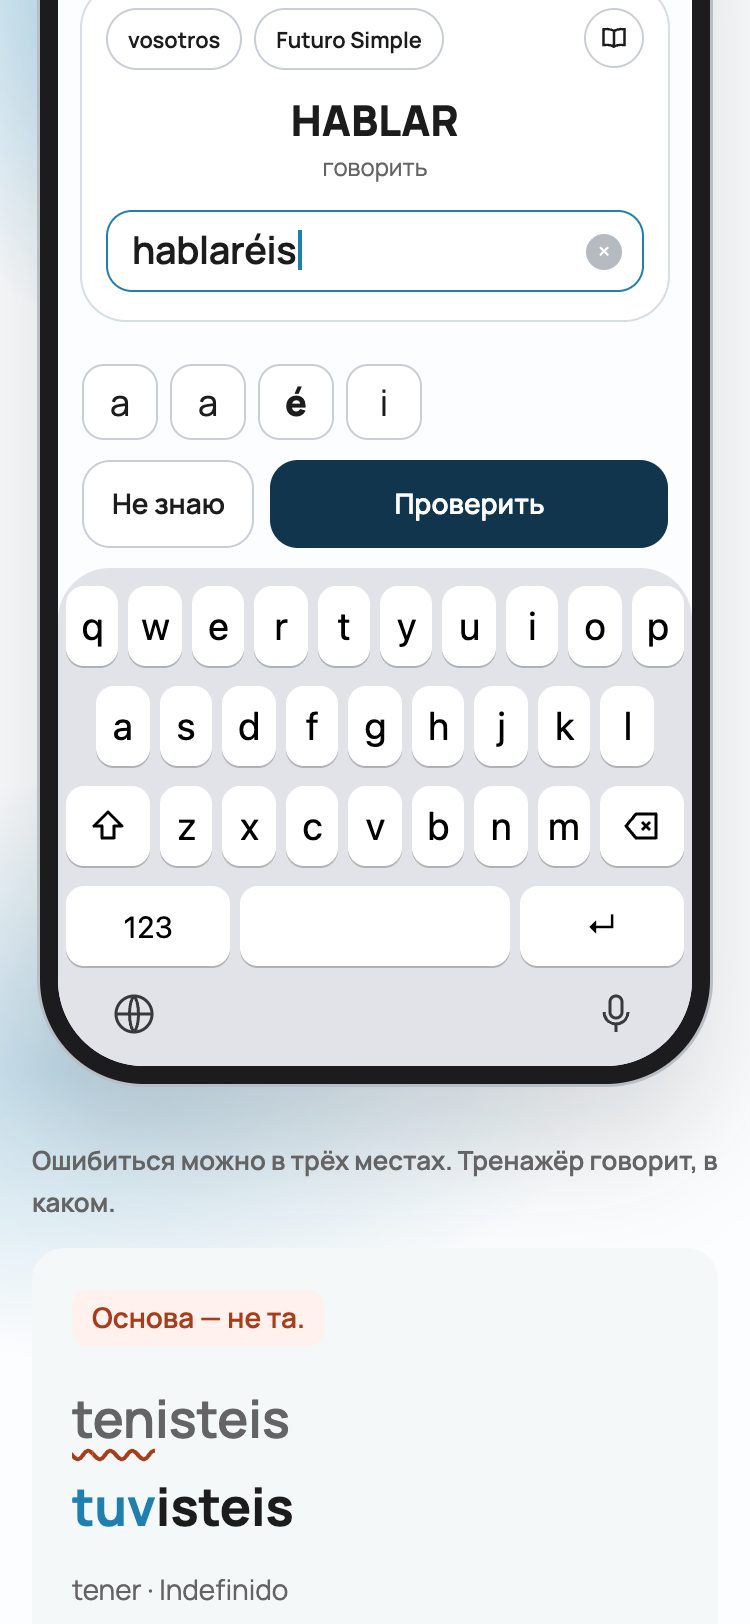 vosotros Futuro Simple
HABLAR
говорить
hablaréis
a a é i
Не знаю Проверить
q w e r t y u i o p
a s d f g h j k l
z x c v b n m
123
Ошибиться можно в трёх местах. Тренажёр говорит, в
каком.
Основа — не та.
tenisteis
tuvisteis
tener · Indefinido